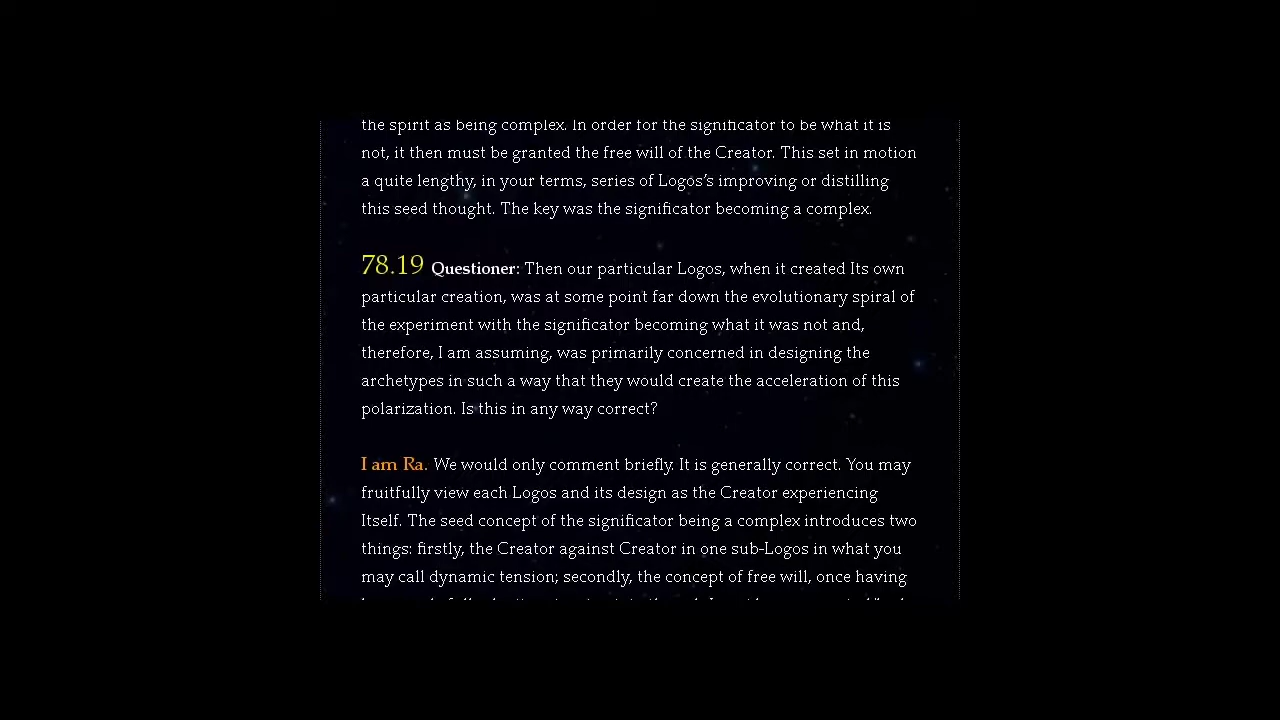 the spirit as being complex. In order for the significator to be what it is
not, it then must be granted the free will of the Creator. This set in motion
a quite lengthy, in your terms, series of Logos's improving or distilling
this seed thought. The key was the significator becoming a complex.
78.19 Questioner: Then our particular Logos, when it created Its own
particular creation, was at some point far down the evolutionary spiral of
the experiment with the significator becoming what it was not and,
therefore, I am assuming, was primarily concerned in designing the
archetypes in such a way that they would create the acceleration of this
polarization. Is this in any way correct?
I am Ra. We would only comment briefly. It is generally correct. You may
fruitfully view each Logos and its design as the Creator experiencing
Itself. The seed concept of the significator being a complex introduces two
things: firstly, the Creator against Creator in one sub-Logos in what you
may call dynamic tension; secondly, the concept of free will, once having